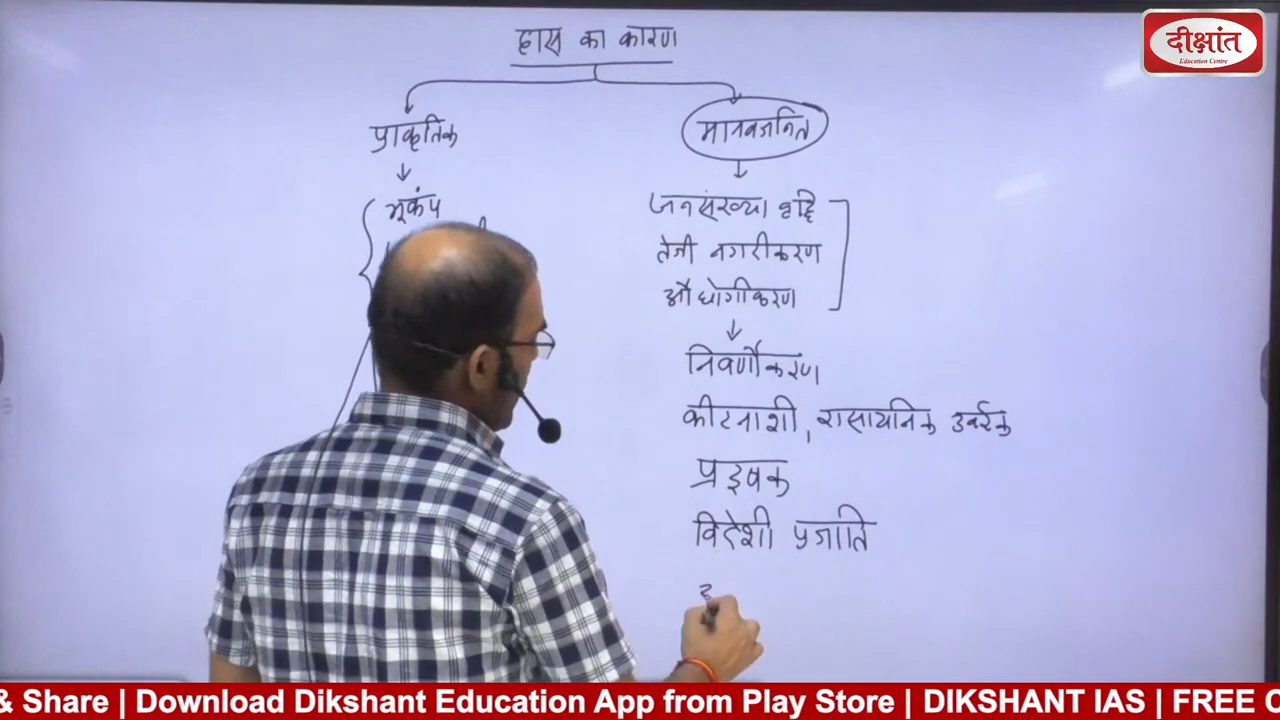 ह्रास का कारण
प्राकृतिक
मानवजनित
भूकंप
जनसंख्या वृद्धि
तेजी नगरीकरण
औद्योगीकरण
निर्वणीकरण
कीटनाशी, रासायनिक उर्वरक
प्रदूषक
विदेशी प्रजाति
दीक्षांत
Education Centre
& Share | Download Dikshant Education App from Play Store | DIKSHANT IAS | FREE